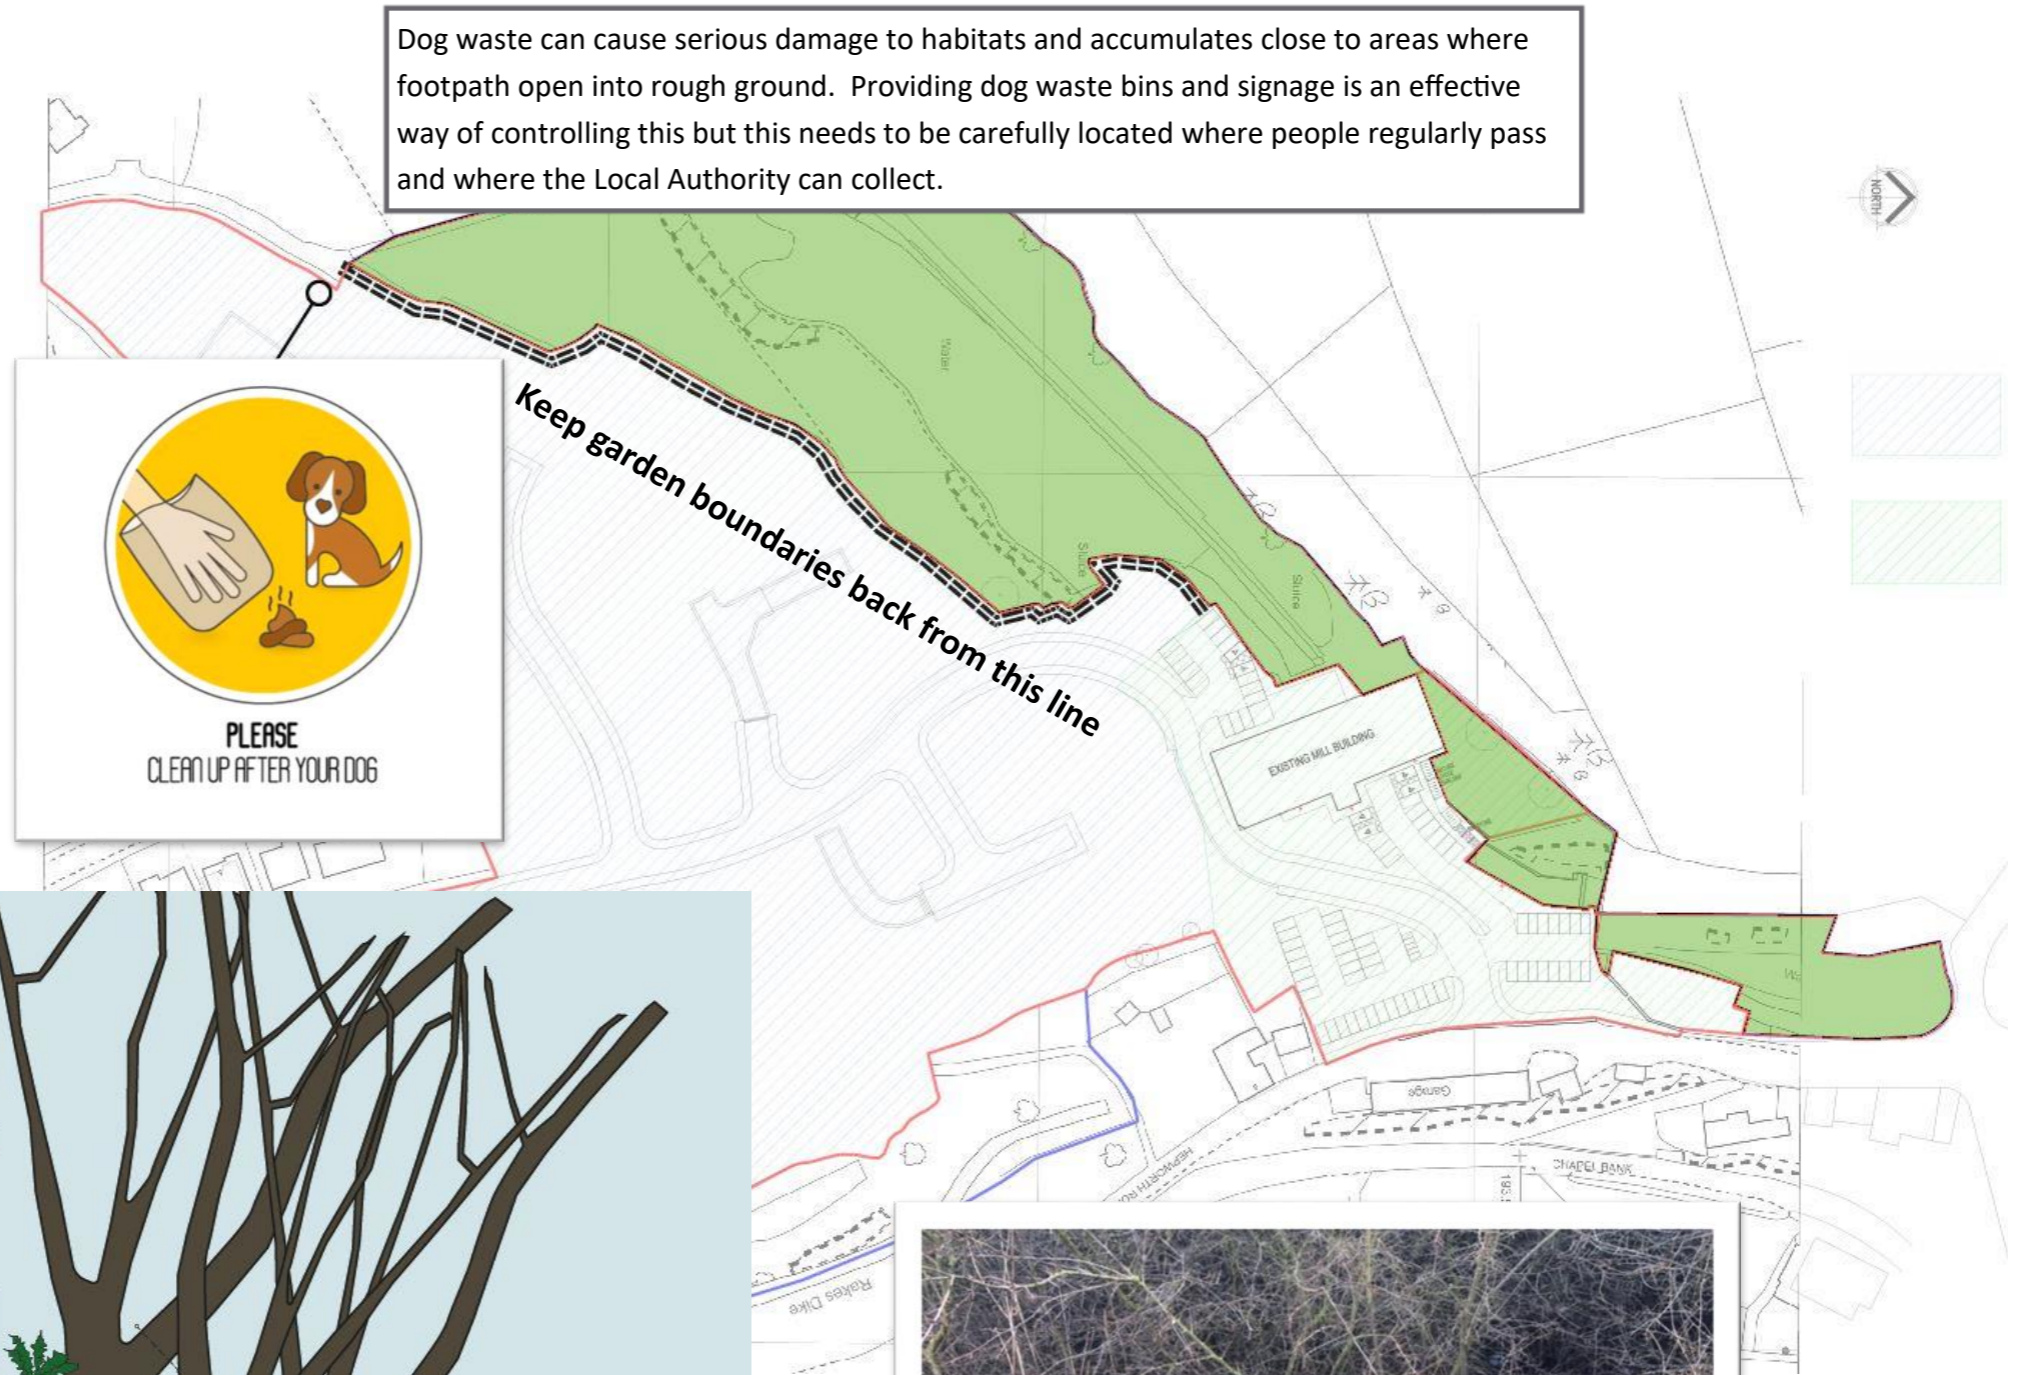 Dog waste can cause serious damage to habitats and accumulates close to areas where
footpath open into rough ground. Providing dog waste bins and signage is an effective
way of controlling this but this needs to be carefully located where people regularly pass
and where the Local Authority can collect.
NORTH
Water
Keep garden boundaries back from this line
Sluice
Sluice
PLEASE
CLEAN UP AFTER YOUR DOG
EXISTING MILL BUILDING
Garage
CHAPEL BANK
HEPWORTH RO
Rakes Dike